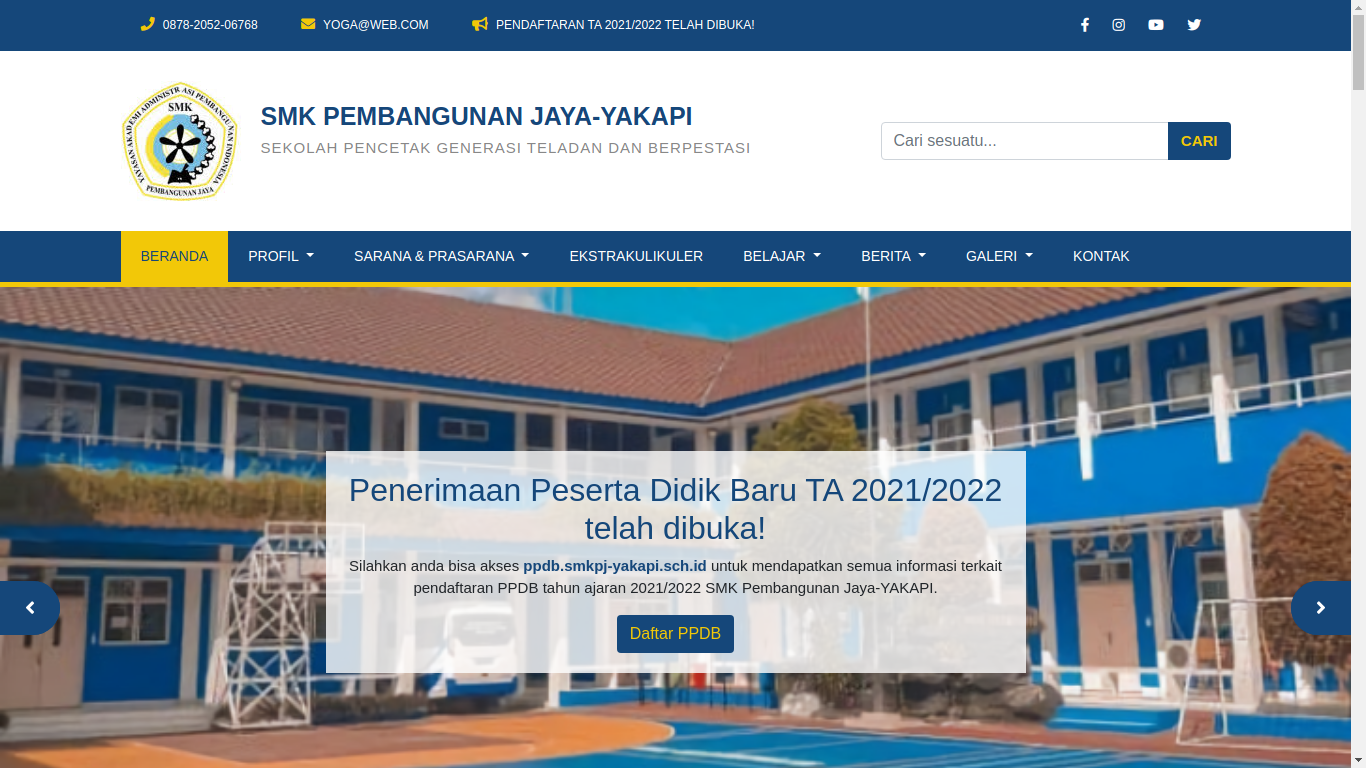 0878-2052-06768 YOGA@WEB.COM PENDAFTARAN TA 2021/2022 TELAH DIBUKA!
YAYASAN AKADEMI ADMINISTRASI PEMBANGUNAN INDONESIA
SMK
PEMBANGUNAN JAYA
SMK PEMBANGUNAN JAYA-YAKAPI
SEKOLAH PENCETAK GENERASI TELADAN DAN BERPESTASI
Cari sesuatu... CARI
BERANDA PROFIL SARANA & PRASARANA EKSTRAKULIKULER BELAJAR BERITA GALERI KONTAK
Penerimaan Peserta Didik Baru TA 2021/2022
telah dibuka!
Silahkan anda bisa akses ppdb.smkpj-yakapi.sch.id untuk mendapatkan semua informasi terkait
pendaftaran PPDB tahun ajaran 2021/2022 SMK Pembangunan Jaya-YAKAPI.
Daftar PPDB